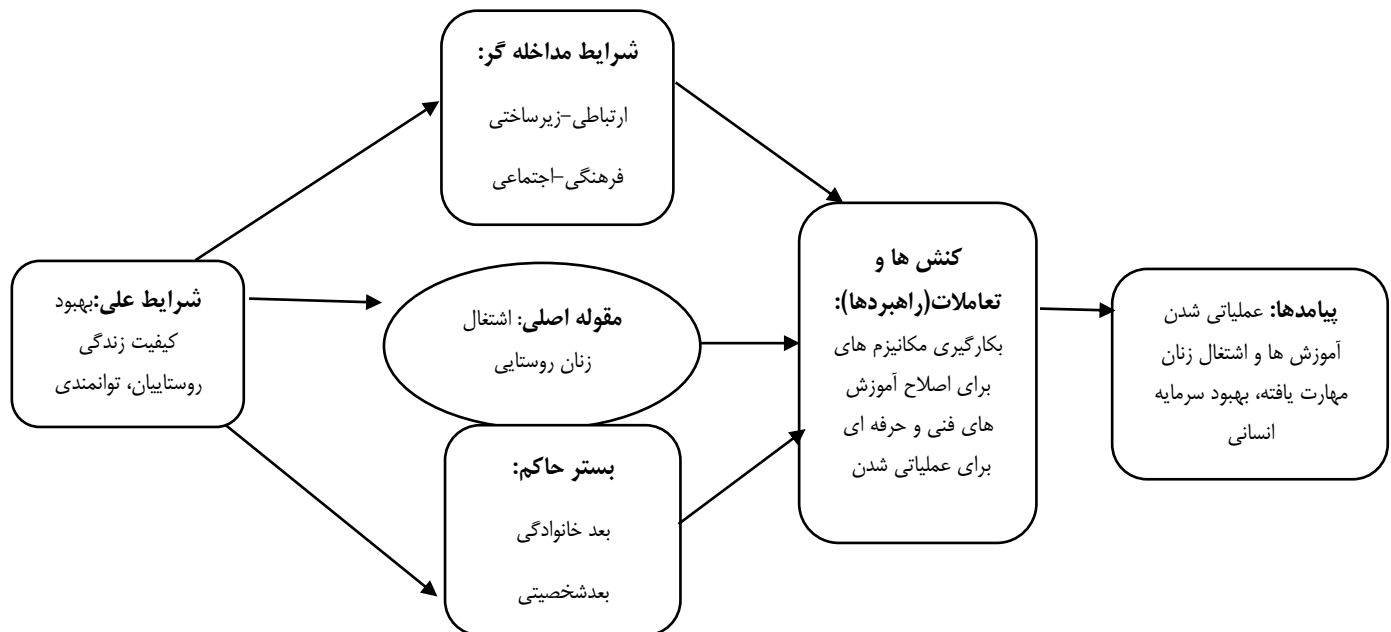 شرایط مداخله گر:
ارتباطی-زیرساختی
فرهنگی-اجتماعی
شرایط علی:بهبود
کیفیت زندگی
روستاییان، توانمندی
مقوله اصلی: اشتغال
زنان روستایی
بستر حاکم:
بعد خانوادگی
بعدشخصیتی
کنش ها و
تعاملات(راهبردها):
بکارگیری مکانیزم های
برای اصلاح آموزش
های فنی و حرفه ای
برای عملیاتی شدن
پیامدها: عملیاتی شدن
آموزش ها و اشتغال زنان
مهارت یافته، بهبود سرمایه
انسانی